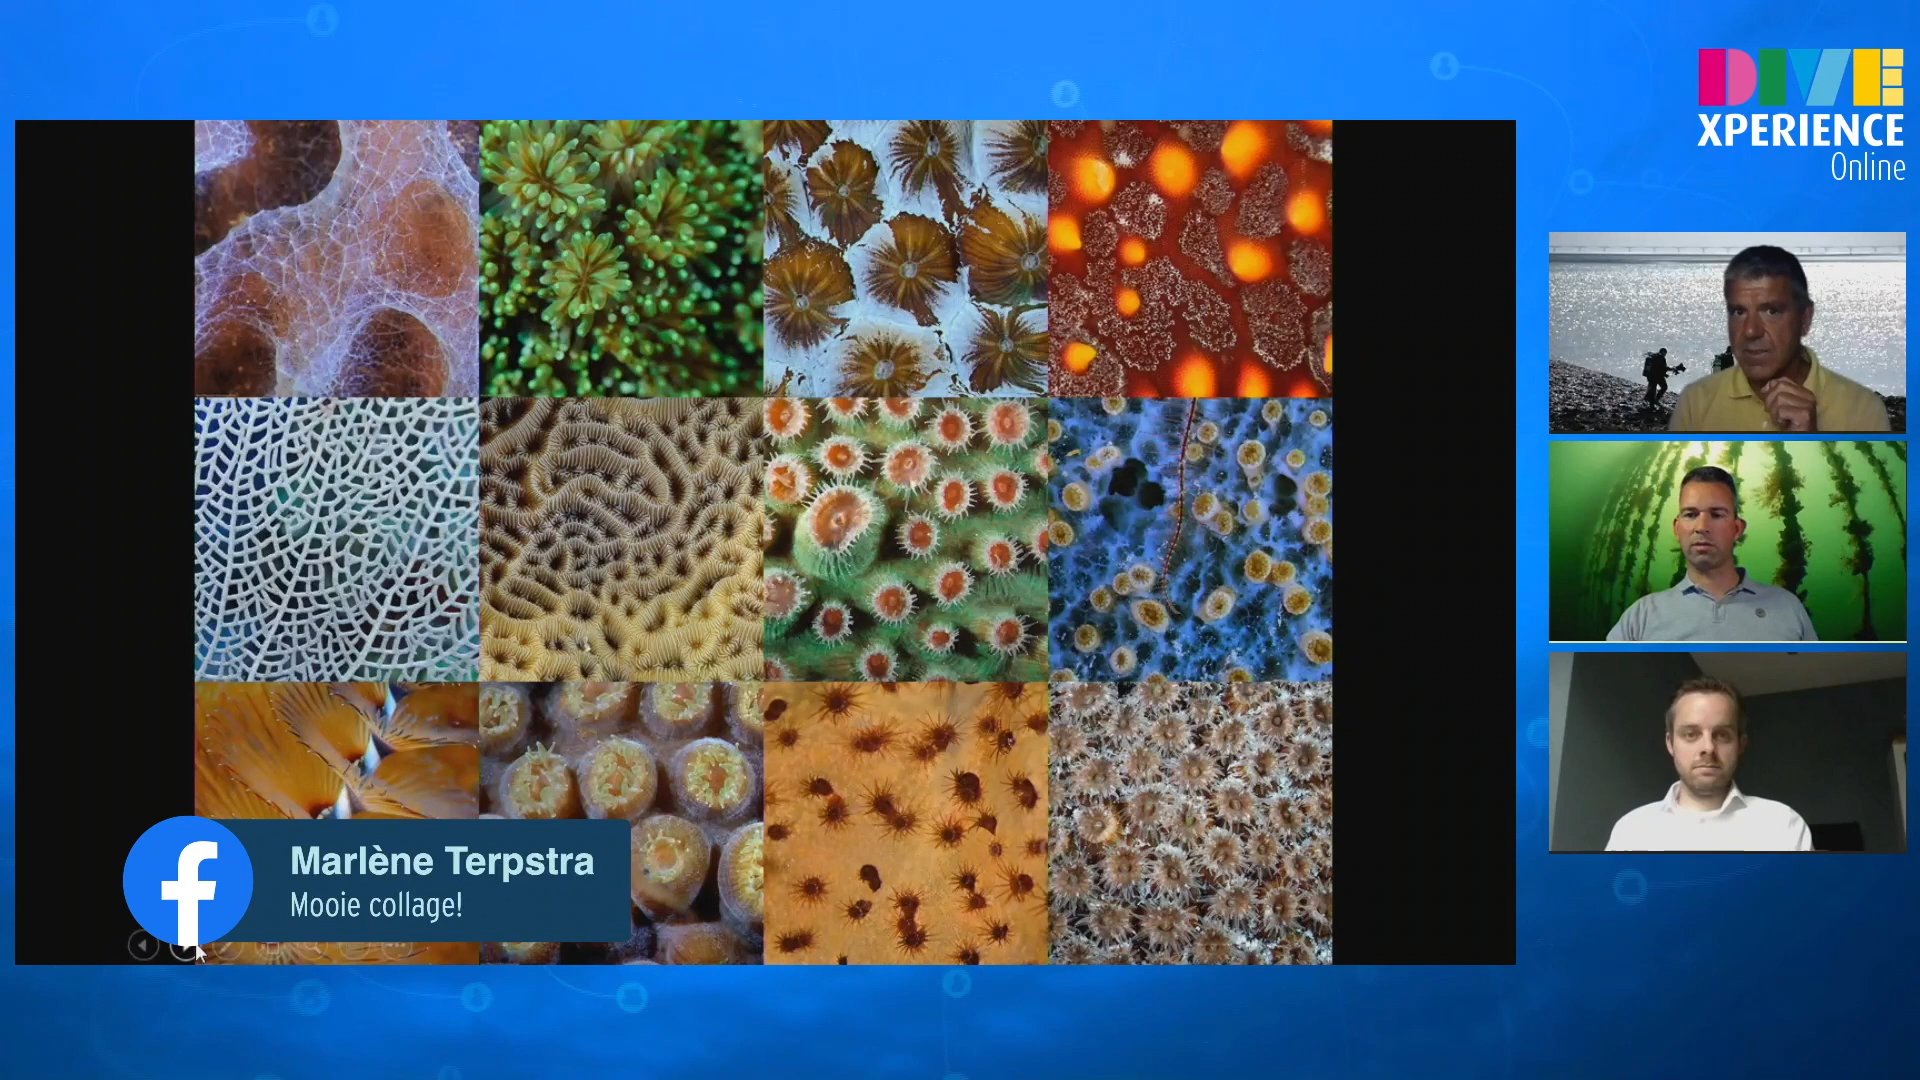 DIVE
XPERIENCE
Online
Marlène Terpstra
Mooie collage!